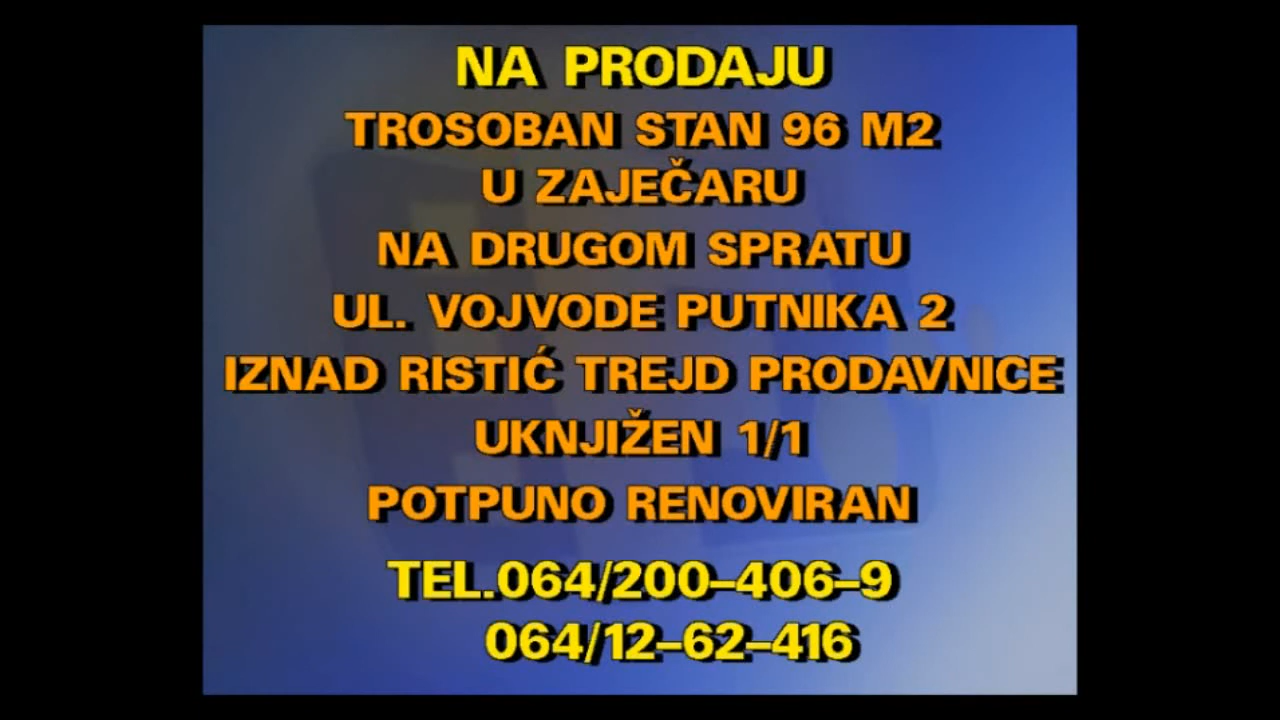 NA PRODAJU
TROSOBAN STAN 96 M2
U ZAJEČARU
NA DRUGOM SPRATU
UL. VOJVODE PUTNIKA 2
IZNAD RISTIĆ TREJD PRODAVNICE
UKNJIŽEN 1/1
POTPUNO RENOVIRAN
TEL.064/200–406–9
064/12–62–416